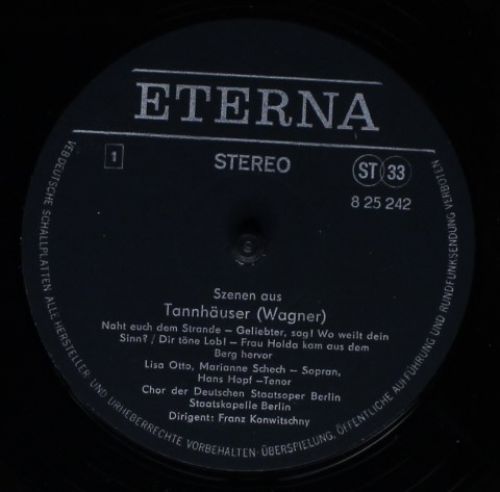 ETERNA
1
STEREO
ST 33
8 25 242
Szenen aus
Tannhäuser (Wagner)
Naht euch dem Strande – Geliebter, sag! Wo weilt dein
Sinn? / Dir töne Lob! – Frau Holda kam aus dem
Berg hervor
Lisa Otto, Marianne Schech – Sopran,
Hans Hopf –Tenor
Chor der Deutschen Staatsoper Berlin
Staatskapelle Berlin
Dirigent: Franz Konwitschny
VEB DEUTSCHE SCHALLPLATTEN ALLE HERSTELLER UND URHEBERRECHTE VORBEHALTEN ÜBERSPIELUNG, ÖFFENTLICHE AUFFÜHRUNG UND RUNDFUNKSENDUNG VERBOTEN